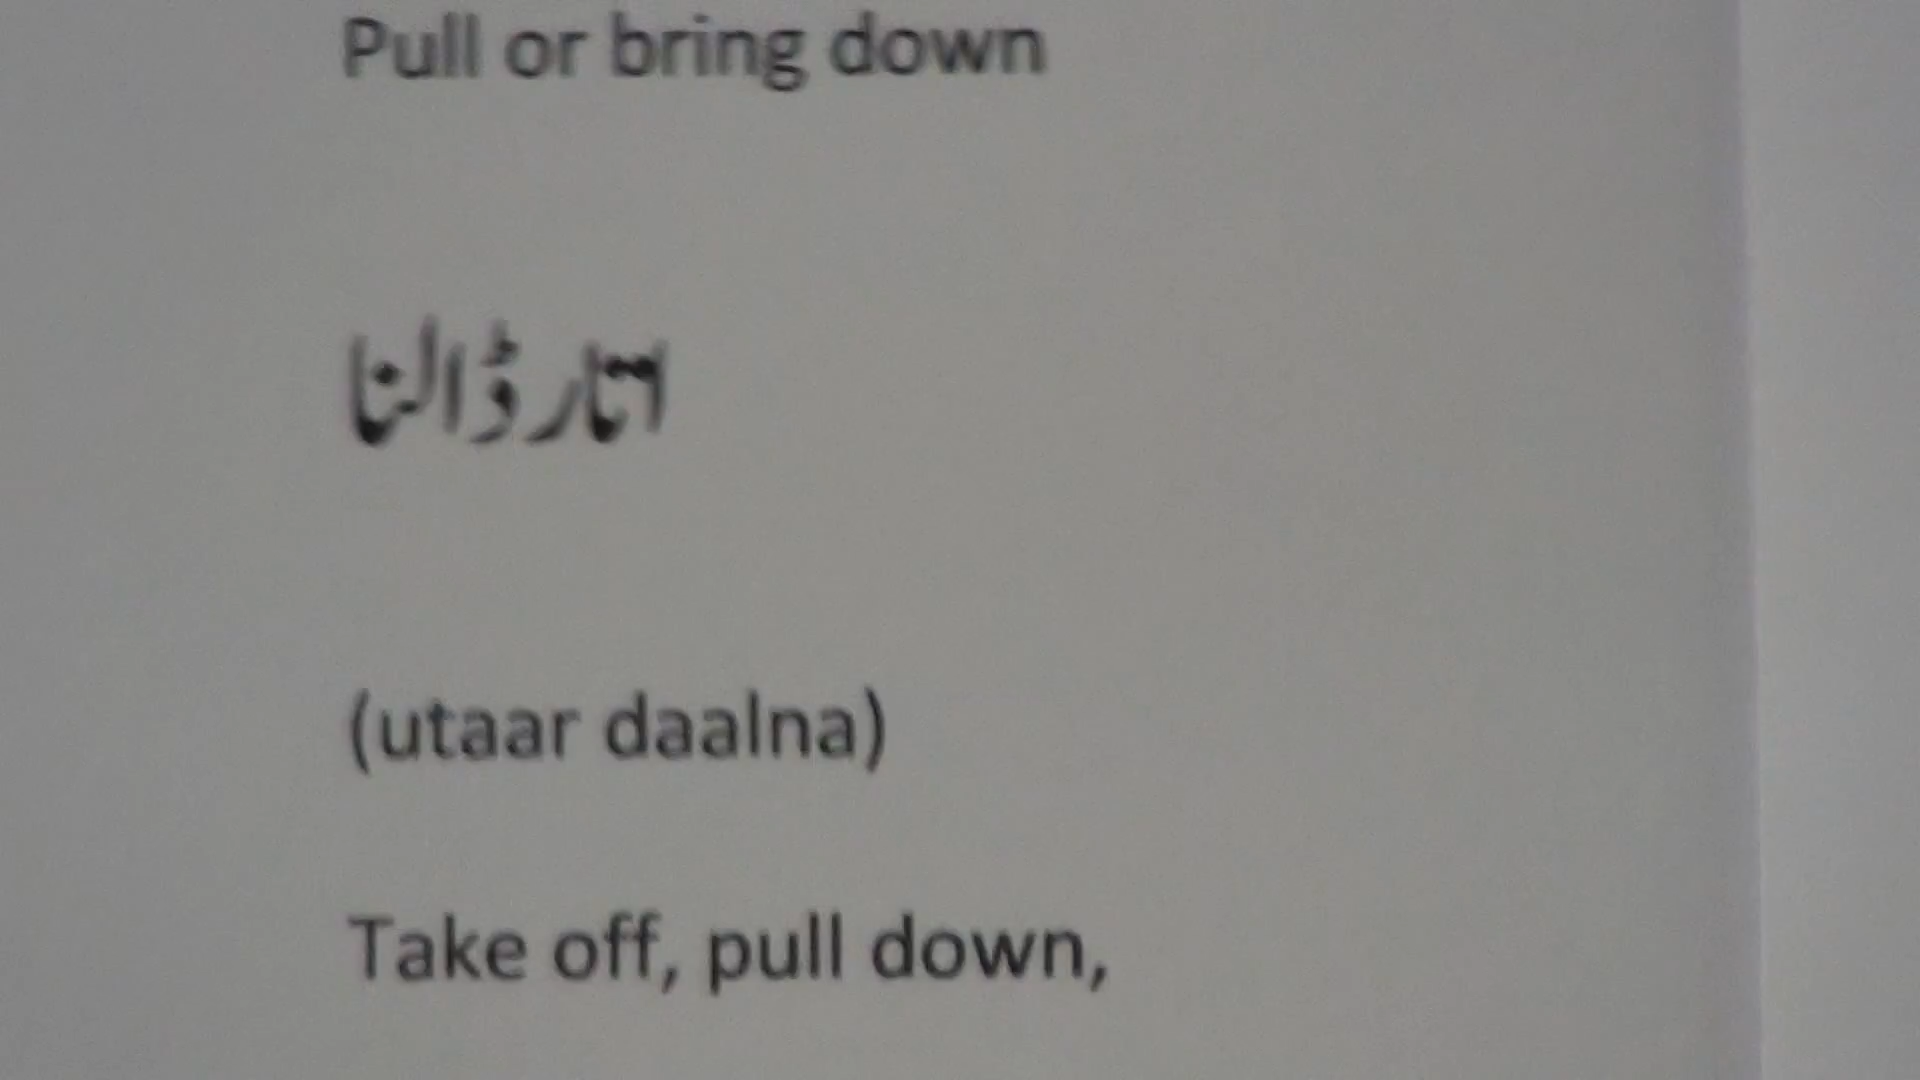 Pull or bring down
اتار ڈالنا
(utaar daalna)
Take off, pull down,